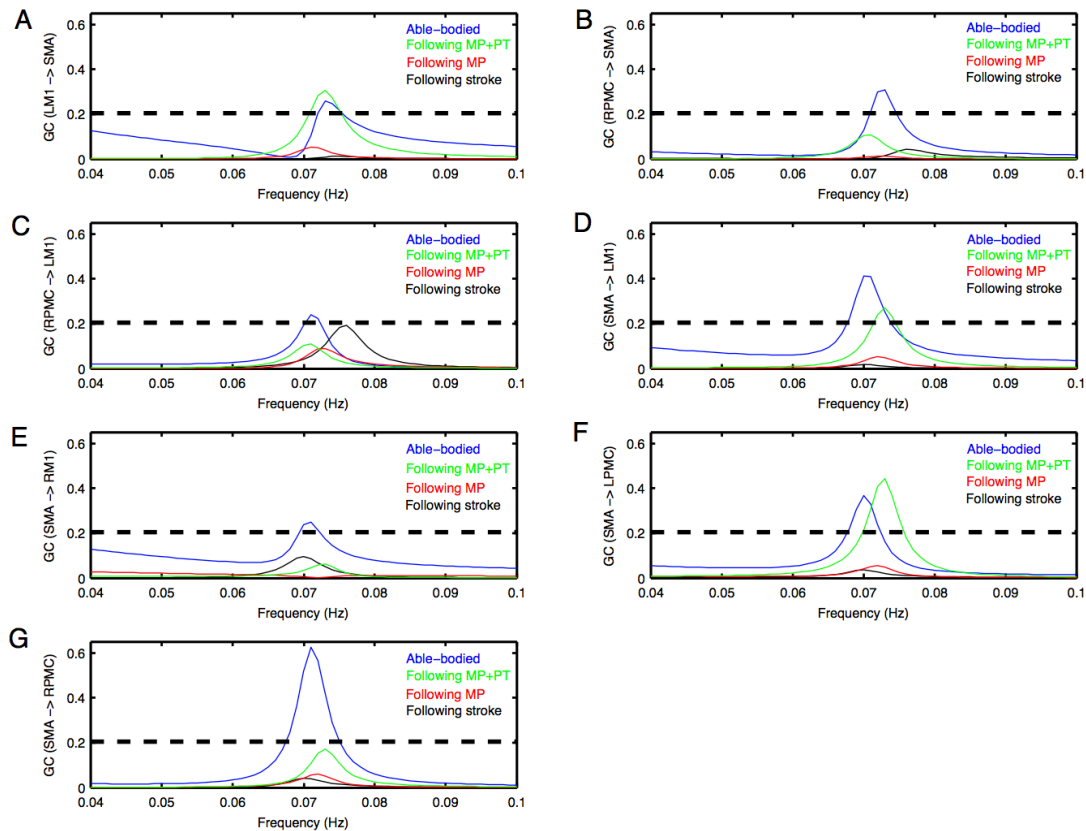 A
GC (LM1 -> SMA)
0.6
0.4
0.2
0
0.04 0.05 0.06 0.07 0.08 0.09 0.1
Frequency (Hz)
Able-bodied
Following MP+PT
Following MP
Following stroke
B
GC (RPMC -> SMA)
0.6
0.4
0.2
0
0.04 0.05 0.06 0.07 0.08 0.09 0.1
Frequency (Hz)
Able-bodied
Following MP+PT
Following MP
Following stroke
C
GC (RPMC -> LM1)
0.6
0.4
0.2
0
0.04 0.05 0.06 0.07 0.08 0.09 0.1
Frequency (Hz)
Able-bodied
Following MP+PT
Following MP
Following stroke
D
GC (SMA -> LM1)
0.6
0.4
0.2
0
0.04 0.05 0.06 0.07 0.08 0.09 0.1
Frequency (Hz)
Able-bodied
Following MP+PT
Following MP
Following stroke
E
GC (SMA -> RM1)
0.6
0.4
0.2
0
0.04 0.05 0.06 0.07 0.08 0.09 0.1
Frequency (Hz)
Able-bodied
Following MP+PT
Following MP
Following stroke
F
GC (SMA -> LPMC)
0.6
0.4
0.2
0
0.04 0.05 0.06 0.07 0.08 0.09 0.1
Frequency (Hz)
Able-bodied
Following MP+PT
Following MP
Following stroke
G
GC (SMA -> RPMC)
0.6
0.4
0.2
0
0.04 0.05 0.06 0.07 0.08 0.09 0.1
Frequency (Hz)
Able-bodied
Following MP+PT
Following MP
Following stroke